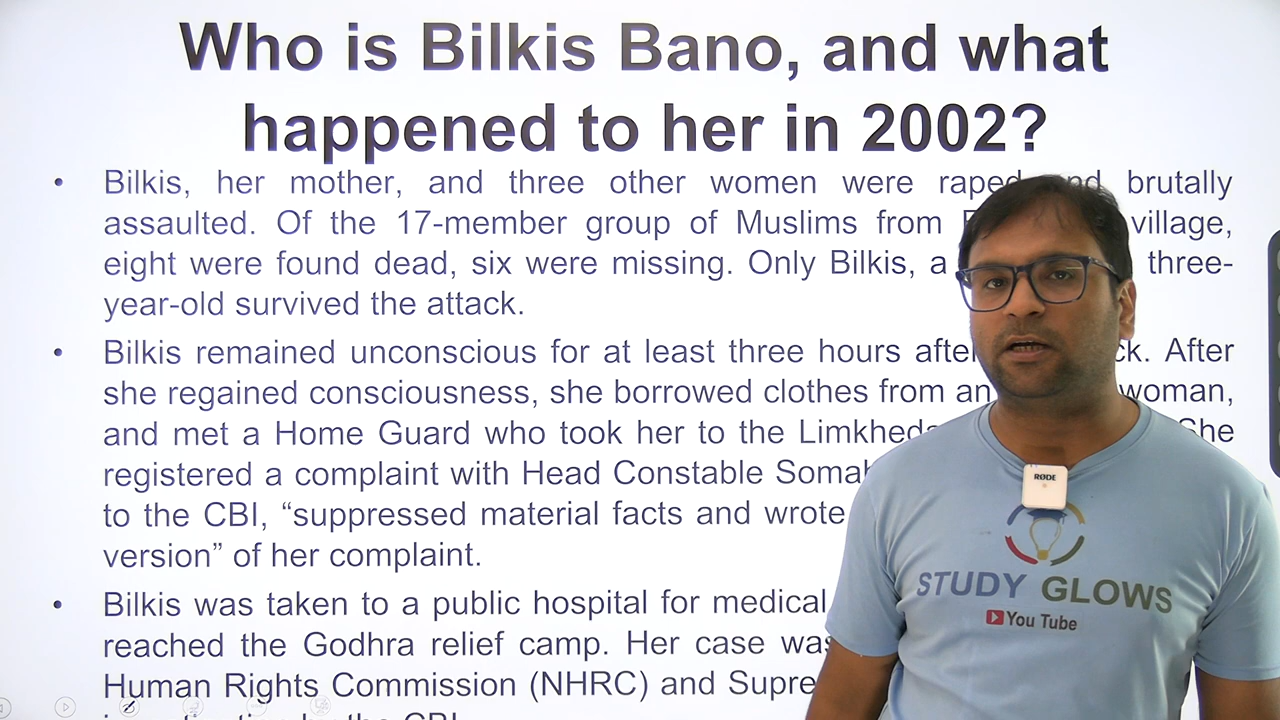 Who is Bilkis Bano, and what
happened to her in 2002?
• Bilkis, her mother, and three other women were raped and brutally
assaulted. Of the 17-member group of Muslims from village,
eight were found dead, six were missing. Only Bilkis, a three-
year-old survived the attack.
• Bilkis remained unconscious for at least three hours after After
she regained consciousness, she borrowed clothes from an woman,
and met a Home Guard who took her to the Limkheda She
registered a complaint with Head Constable
to the CBI, “suppressed material facts and wrote
version” of her complaint.
• Bilkis was taken to a public hospital for medical
reached the Godhra relief camp. Her case was
Human Rights Commission (NHRC) and
RØDE
STUDY GLOWS
You Tube